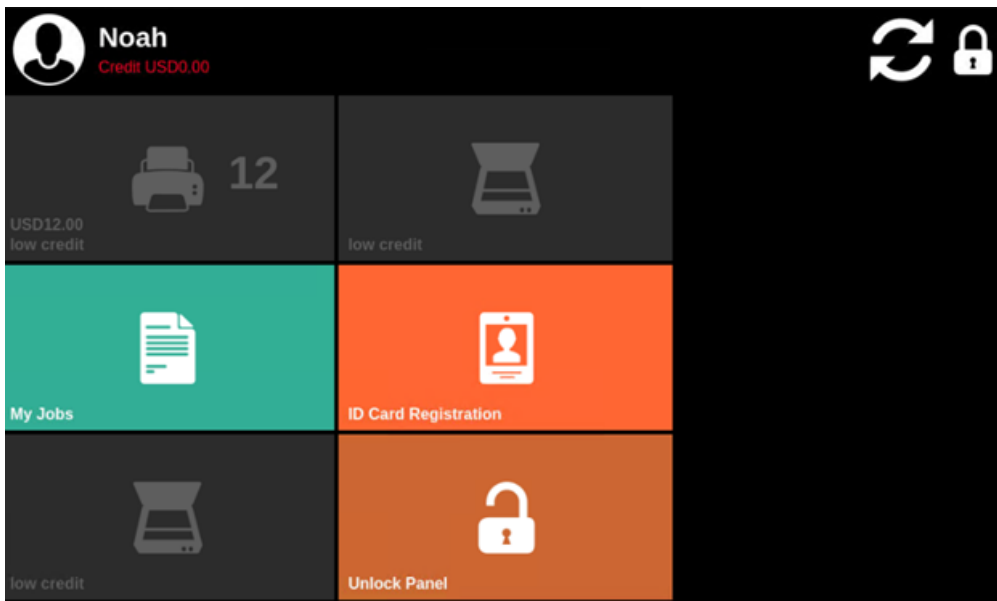 Noah
Credit USD0.00
12
USD12.00
low credit
low credit
My Jobs
ID Card Registration
low credit
Unlock Panel